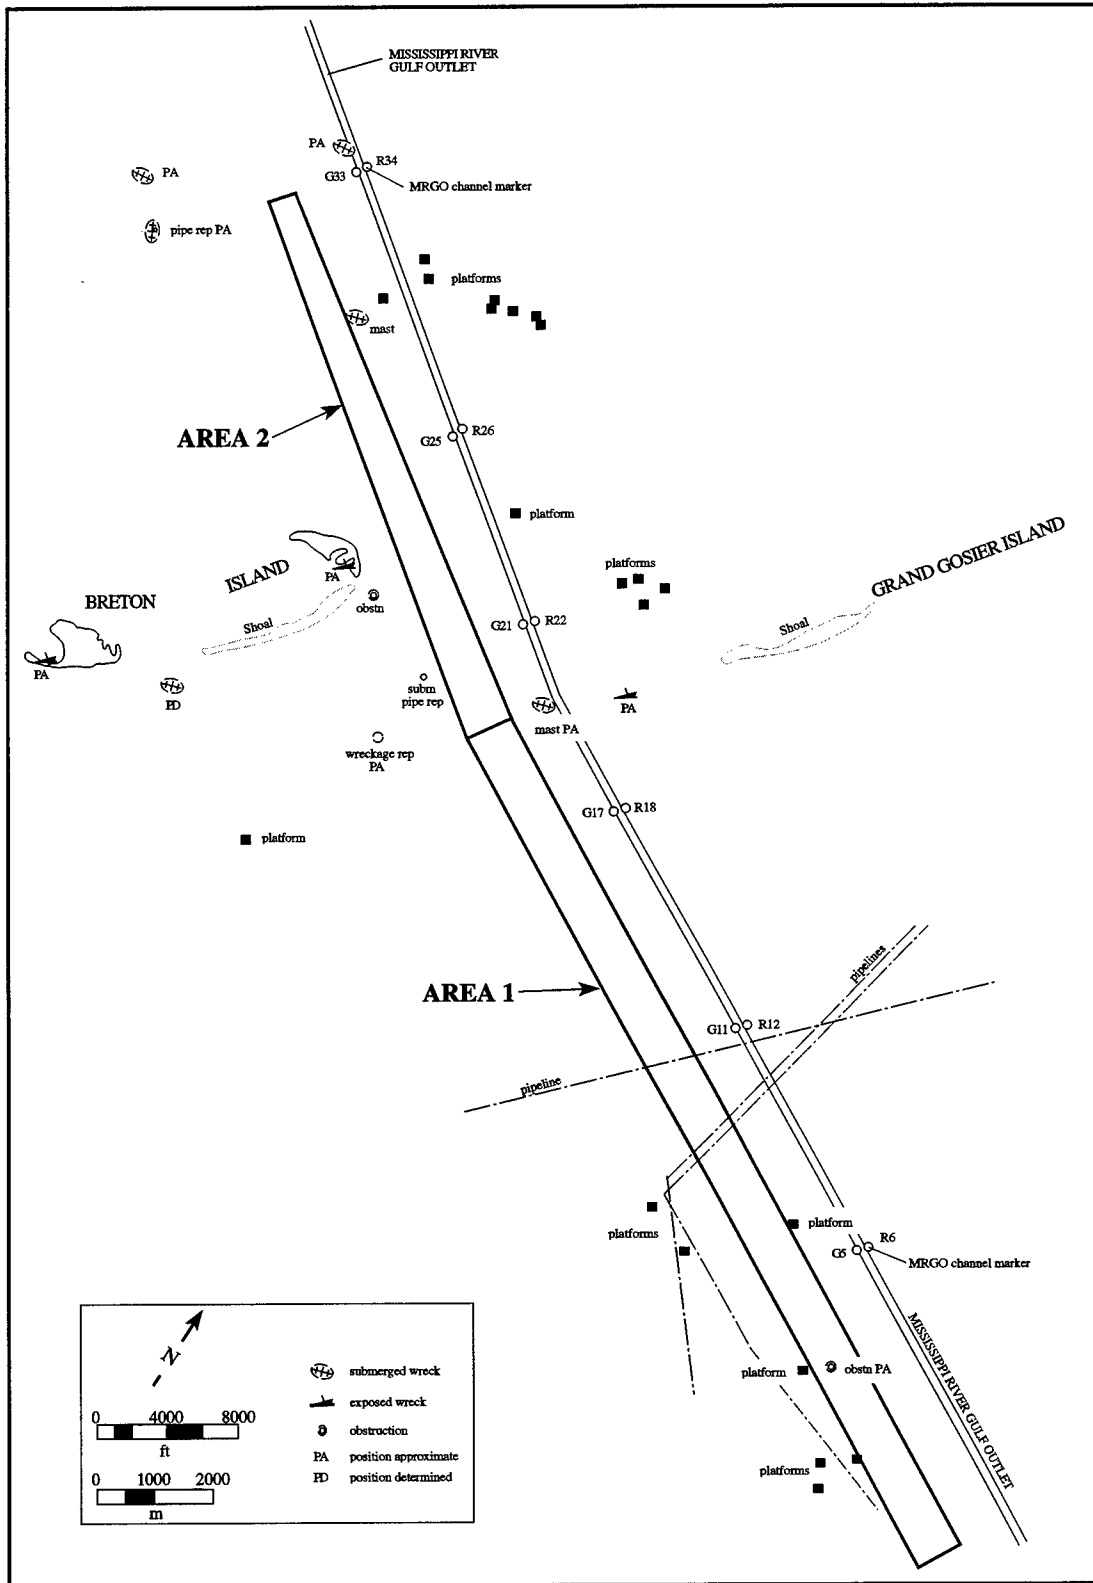 MISSISSIPPI RIVER
GULF OUTLET
PA
R34
PA
G33
MRGO channel marker
pipe rep PA
platforms
mast
AREA 2
R26
G25
platform
GRAND GOSIER ISLAND
platforms
ISLAND
PA
BRETON
obstn
Shoal
G21
R22
Shoal
PA
subm
pipe rep
PD
PA
mast PA
wreckage rep
PA
G17
R18
platform
pipelines
AREA 1
G11
R12
pipeline
platforms
platform
R6
G5
MRGO channel marker
MISSISSIPPI RIVER GULF OUTLET
platform
obstn PA
platforms
N
0 4000 8000
ft
0 1000 2000
m
submerged wreck
exposed wreck
obstruction
PA position approximate
PD position determined